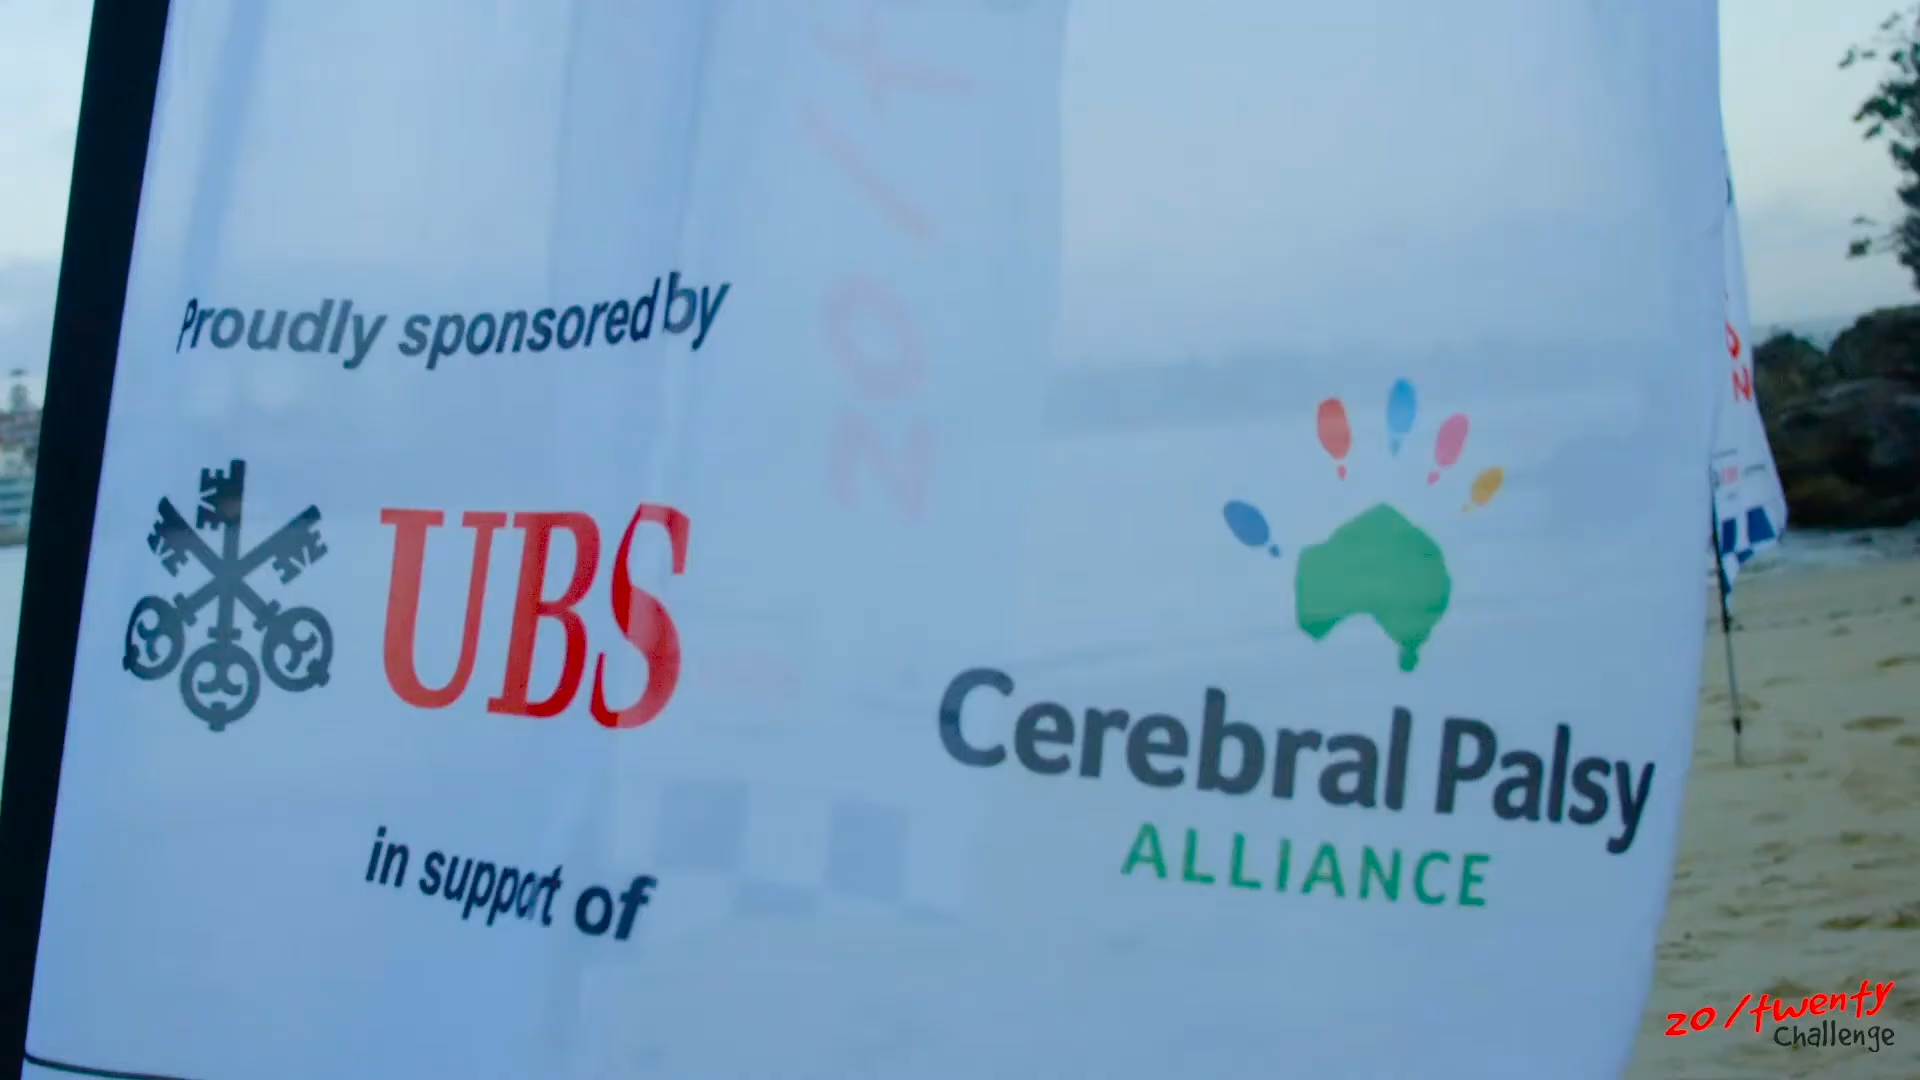 Proudly sponsored by
UBS
in support of
Cerebral Palsy
ALLIANCE
20/twenty
Challenge